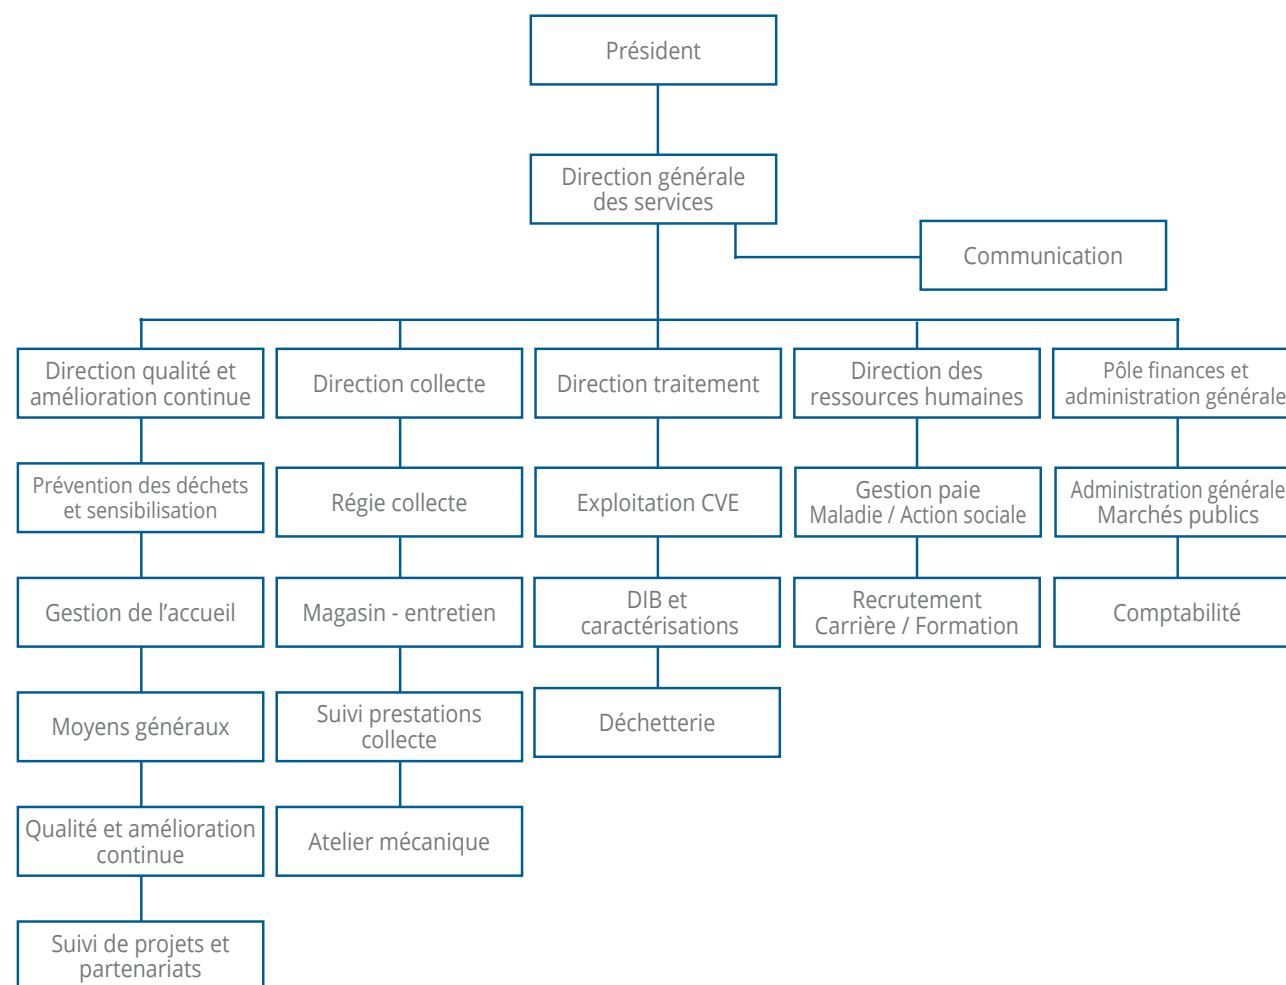 Président
Direction générale
des services
Communication
Direction qualité et
amélioration continue
Direction collecte
Direction traitement
Direction des
ressources humaines
Pôle finances et
administration générale
Prévention des déchets
et sensibilisation
Régie collecte
Exploitation CVE
Gestion paie
Maladie / Action sociale
Administration générale
Marchés publics
Gestion de l’accueil
Magasin - entretien
DIB et
caractérisations
Recrutement
Carrière / Formation
Comptabilité
Moyens généraux
Suivi prestations
collecte
Déchetterie
Qualité et amélioration
continue
Atelier mécanique
Suivi de projets et
partenariats